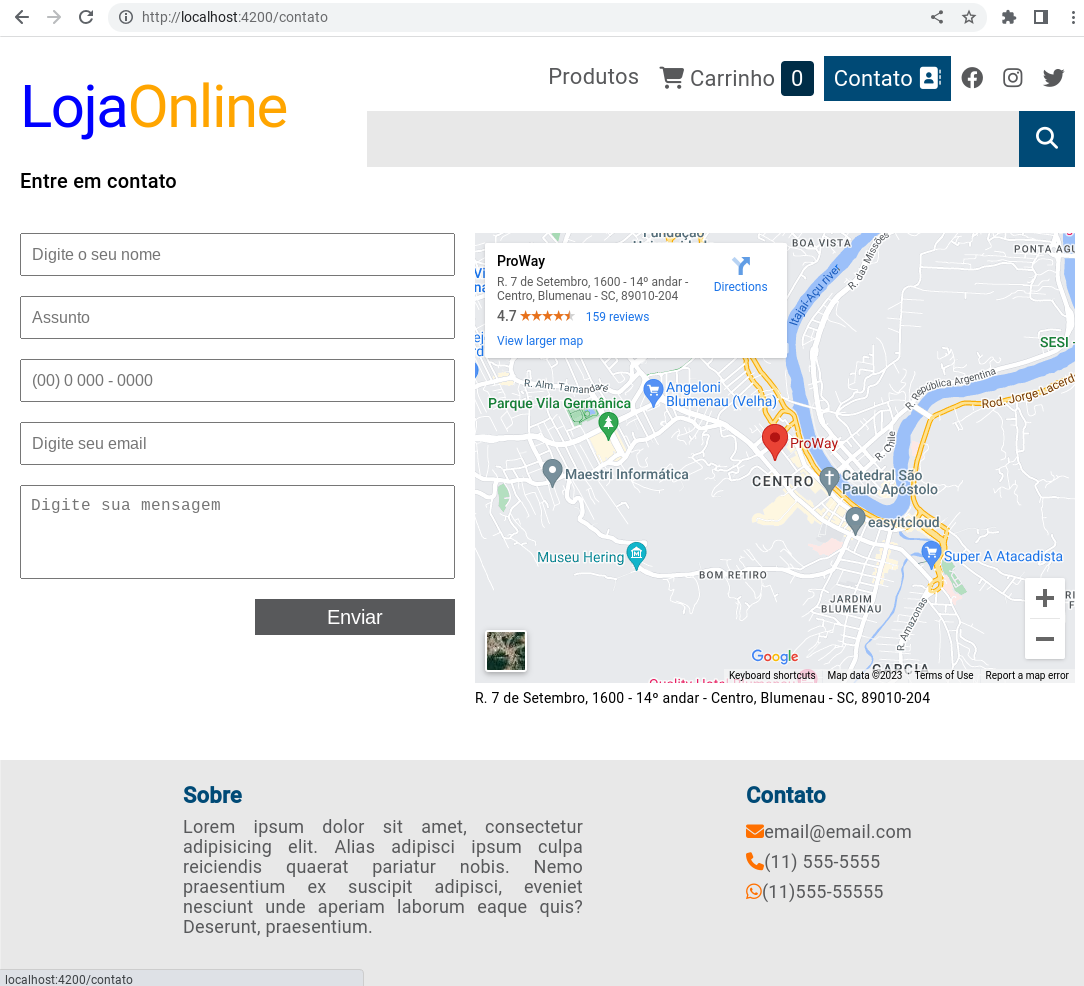 http://localhost:4200/contato
Produtos
Carrinho 0
Contato
LojaOnline
Entre em contato
Digite o seu nome
Assunto
(00) 0 000 - 0000
Digite seu email
Digite sua mensagem
Enviar
Fundação
BOA VISTA
R. das Missões
PONTA AGU
ProWay
R. 7 de Setembro, 1600 - 14º andar -
Centro, Blumenau - SC, 89010-204
4.7 159 reviews
View larger map
Directions
Itajaí-Açu river
SESI -
R. República Argentina
Rod. Jorge Lacerd
R. Alm. Tamandaré
Angeloni
Blumenau (Velha)
Parque Vila Germânica
R. Chile
ProWay
Maestri Informática
CENTRO
Catedral São
Paulo Apóstolo
easyitcloud
Museu Hering
Super A Atacadista
BOM RETIRO
JARDIM
BLUMENAU
R. Amazonas
GARCIA
Google
Keyboard shortcuts
Map data ©2023
Terms of Use
Report a map error
R. 7 de Setembro, 1600 - 14º andar - Centro, Blumenau - SC, 89010-204
Sobre
Lorem ipsum dolor sit amet, consectetur
adipisicing elit. Alias adipisci ipsum culpa
reiciendis quaerat pariatur nobis. Nemo
praesentium ex suscipit adipisci, eveniet
nesciunt unde aperiam laborum eaque quis?
Deserunt, praesentium.
Contato
email@email.com
(11) 555-5555
(11)555-55555
localhost:4200/contato